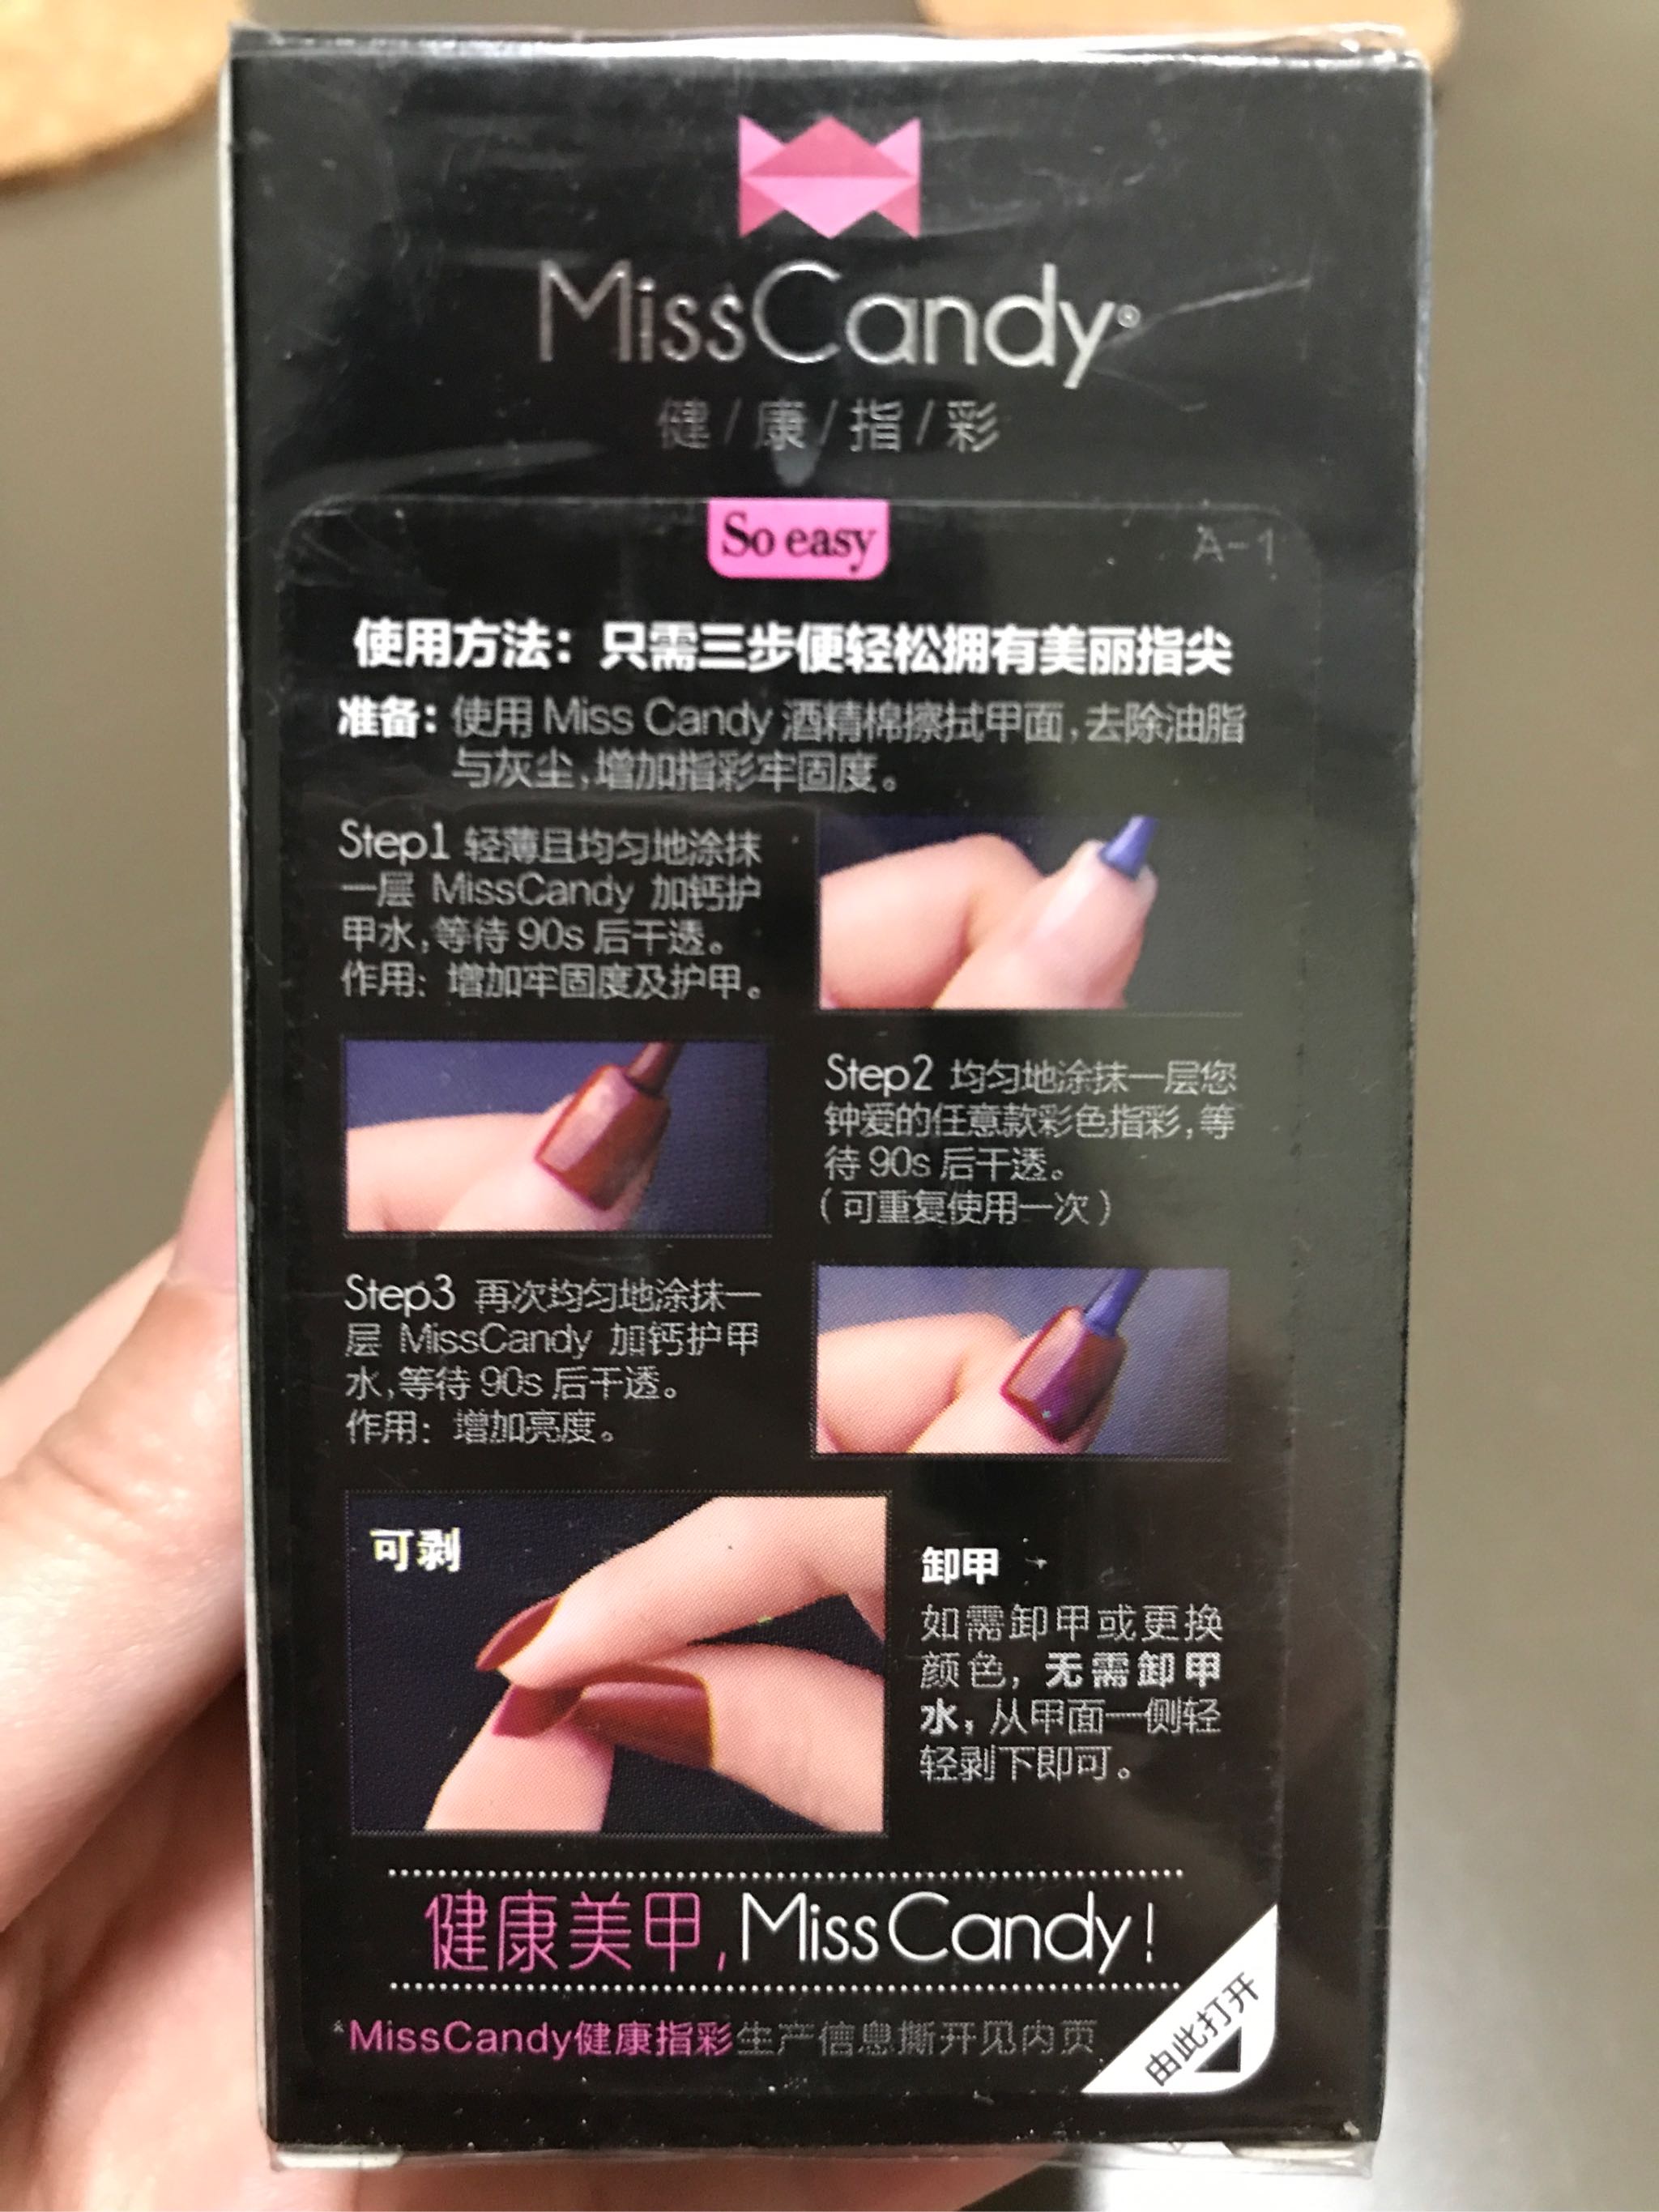 MissCandy®
健/康/指/彩
So easy
A-1
使用方法：只需三步便轻松拥有美丽指尖
准备：使用 Miss Candy 酒精棉擦拭甲面，去除油脂
与灰尘，增加指彩牢固度。
Step1 轻薄且均匀地涂抹
一层 MissCandy 加钙护
甲水，等待 90s 后干透。
作用：增加牢固度及护甲。
Step2 均匀地涂抹一层您
钟爱的任意款彩色指彩，等
待 90s 后干透。
（可重复使用一次）
Step3 再次均匀地涂抹一
层 MissCandy 加钙护甲
水，等待 90s 后干透。
作用：增加亮度。
可剥
卸甲
如需卸甲或更换
颜色，无需卸甲
水，从甲面一侧轻
轻剥下即可。
健康美甲，MissCandy！
*MissCandy健康指彩生产信息撕开见内页
由此打开